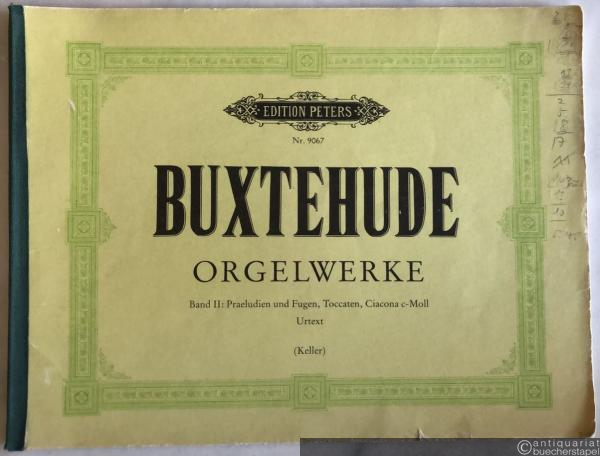 EDITION PETERS
Nr. 9067
BUXTEHUDE
ORGELWERKE
Band II: Praeludien und Fugen, Toccaten, Ciacona c-Moll
Urtext
(Keller)
©antiquariat
buecherstapel